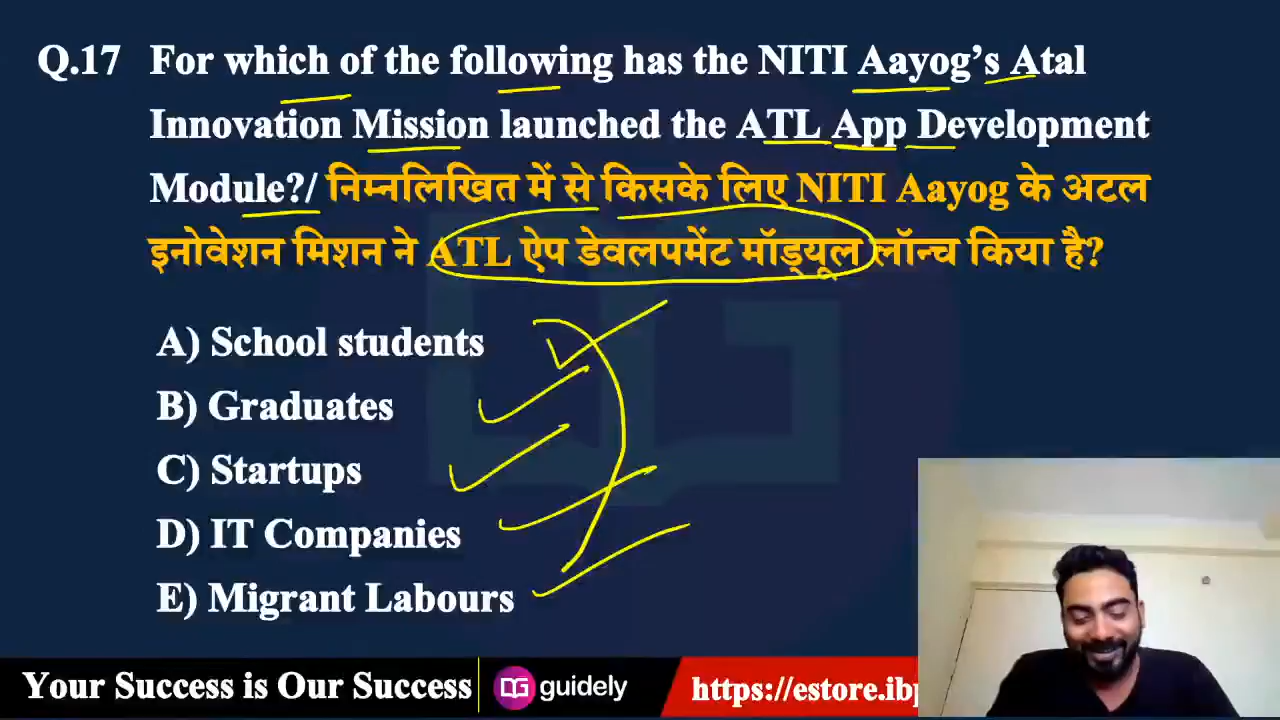 Q.17 For which of the following has the NITI Aayog's Atal
Innovation Mission launched the ATL App Development
Module?/ निम्नलिखित में से किसके लिए NITI Aayog के अटल
इनोवेशन मिशन ने ATL ऐप डेवलपमेंट मॉड्यूल लॉन्च किया है?
A) School students
B) Graduates
C) Startups
D) IT Companies
E) Migrant Labours
Your Success is Our Success guidely https://estore.ibp